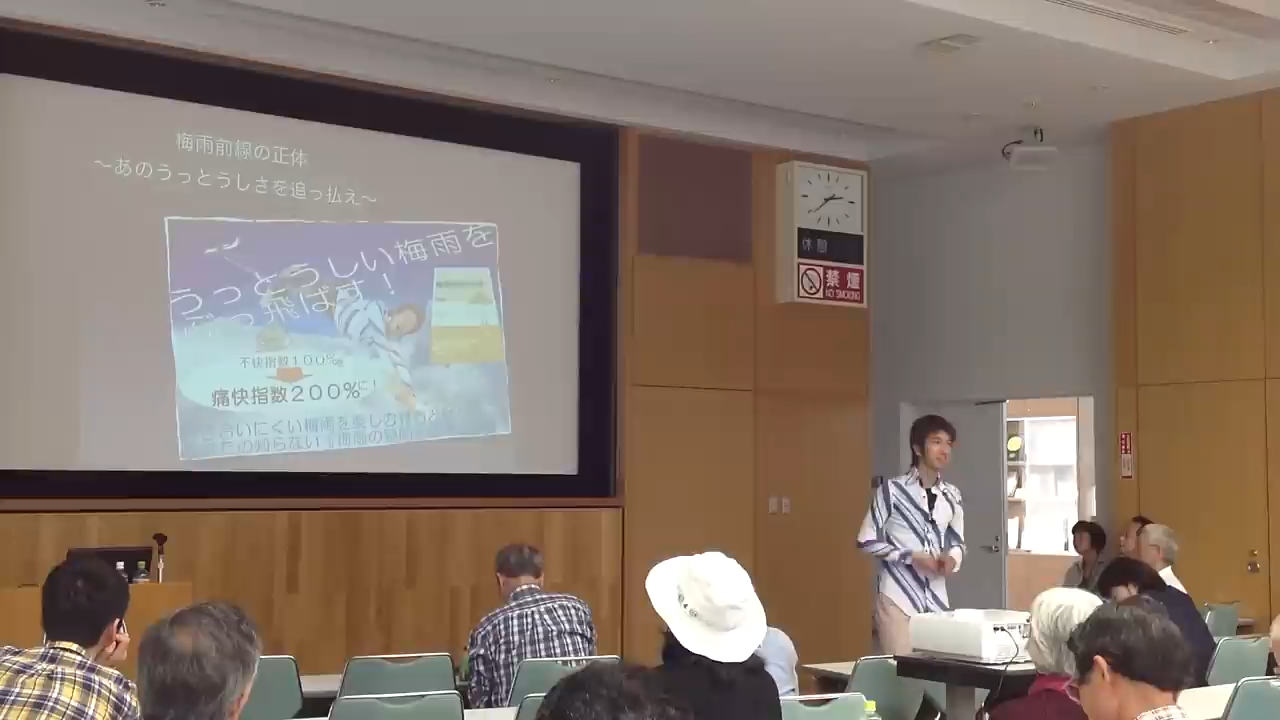 梅雨前線の正体
～あのうっとうしさを追っ払え～
うっとうしい梅雨を
ぶっ飛ばす！
不快指数100%
痛快指数200%に！
休憩
禁煙
NO SMOKING